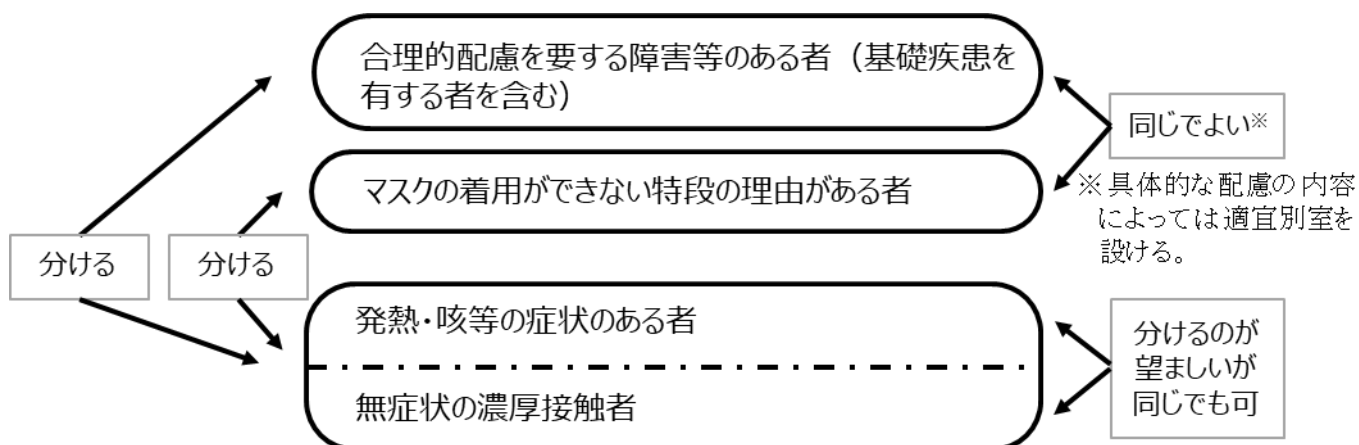 合理的配慮を要する障害等のある者（基礎疾患を
有する者を含む）
同じでよい※
マスクの着用ができない特段の理由がある者
※具体的な配慮の内容
によっては適宜別室を
設ける。
分ける
分ける
発熱・咳等の症状のある者
無症状の濃厚接触者
分けるのが
望ましいが
同じでも可